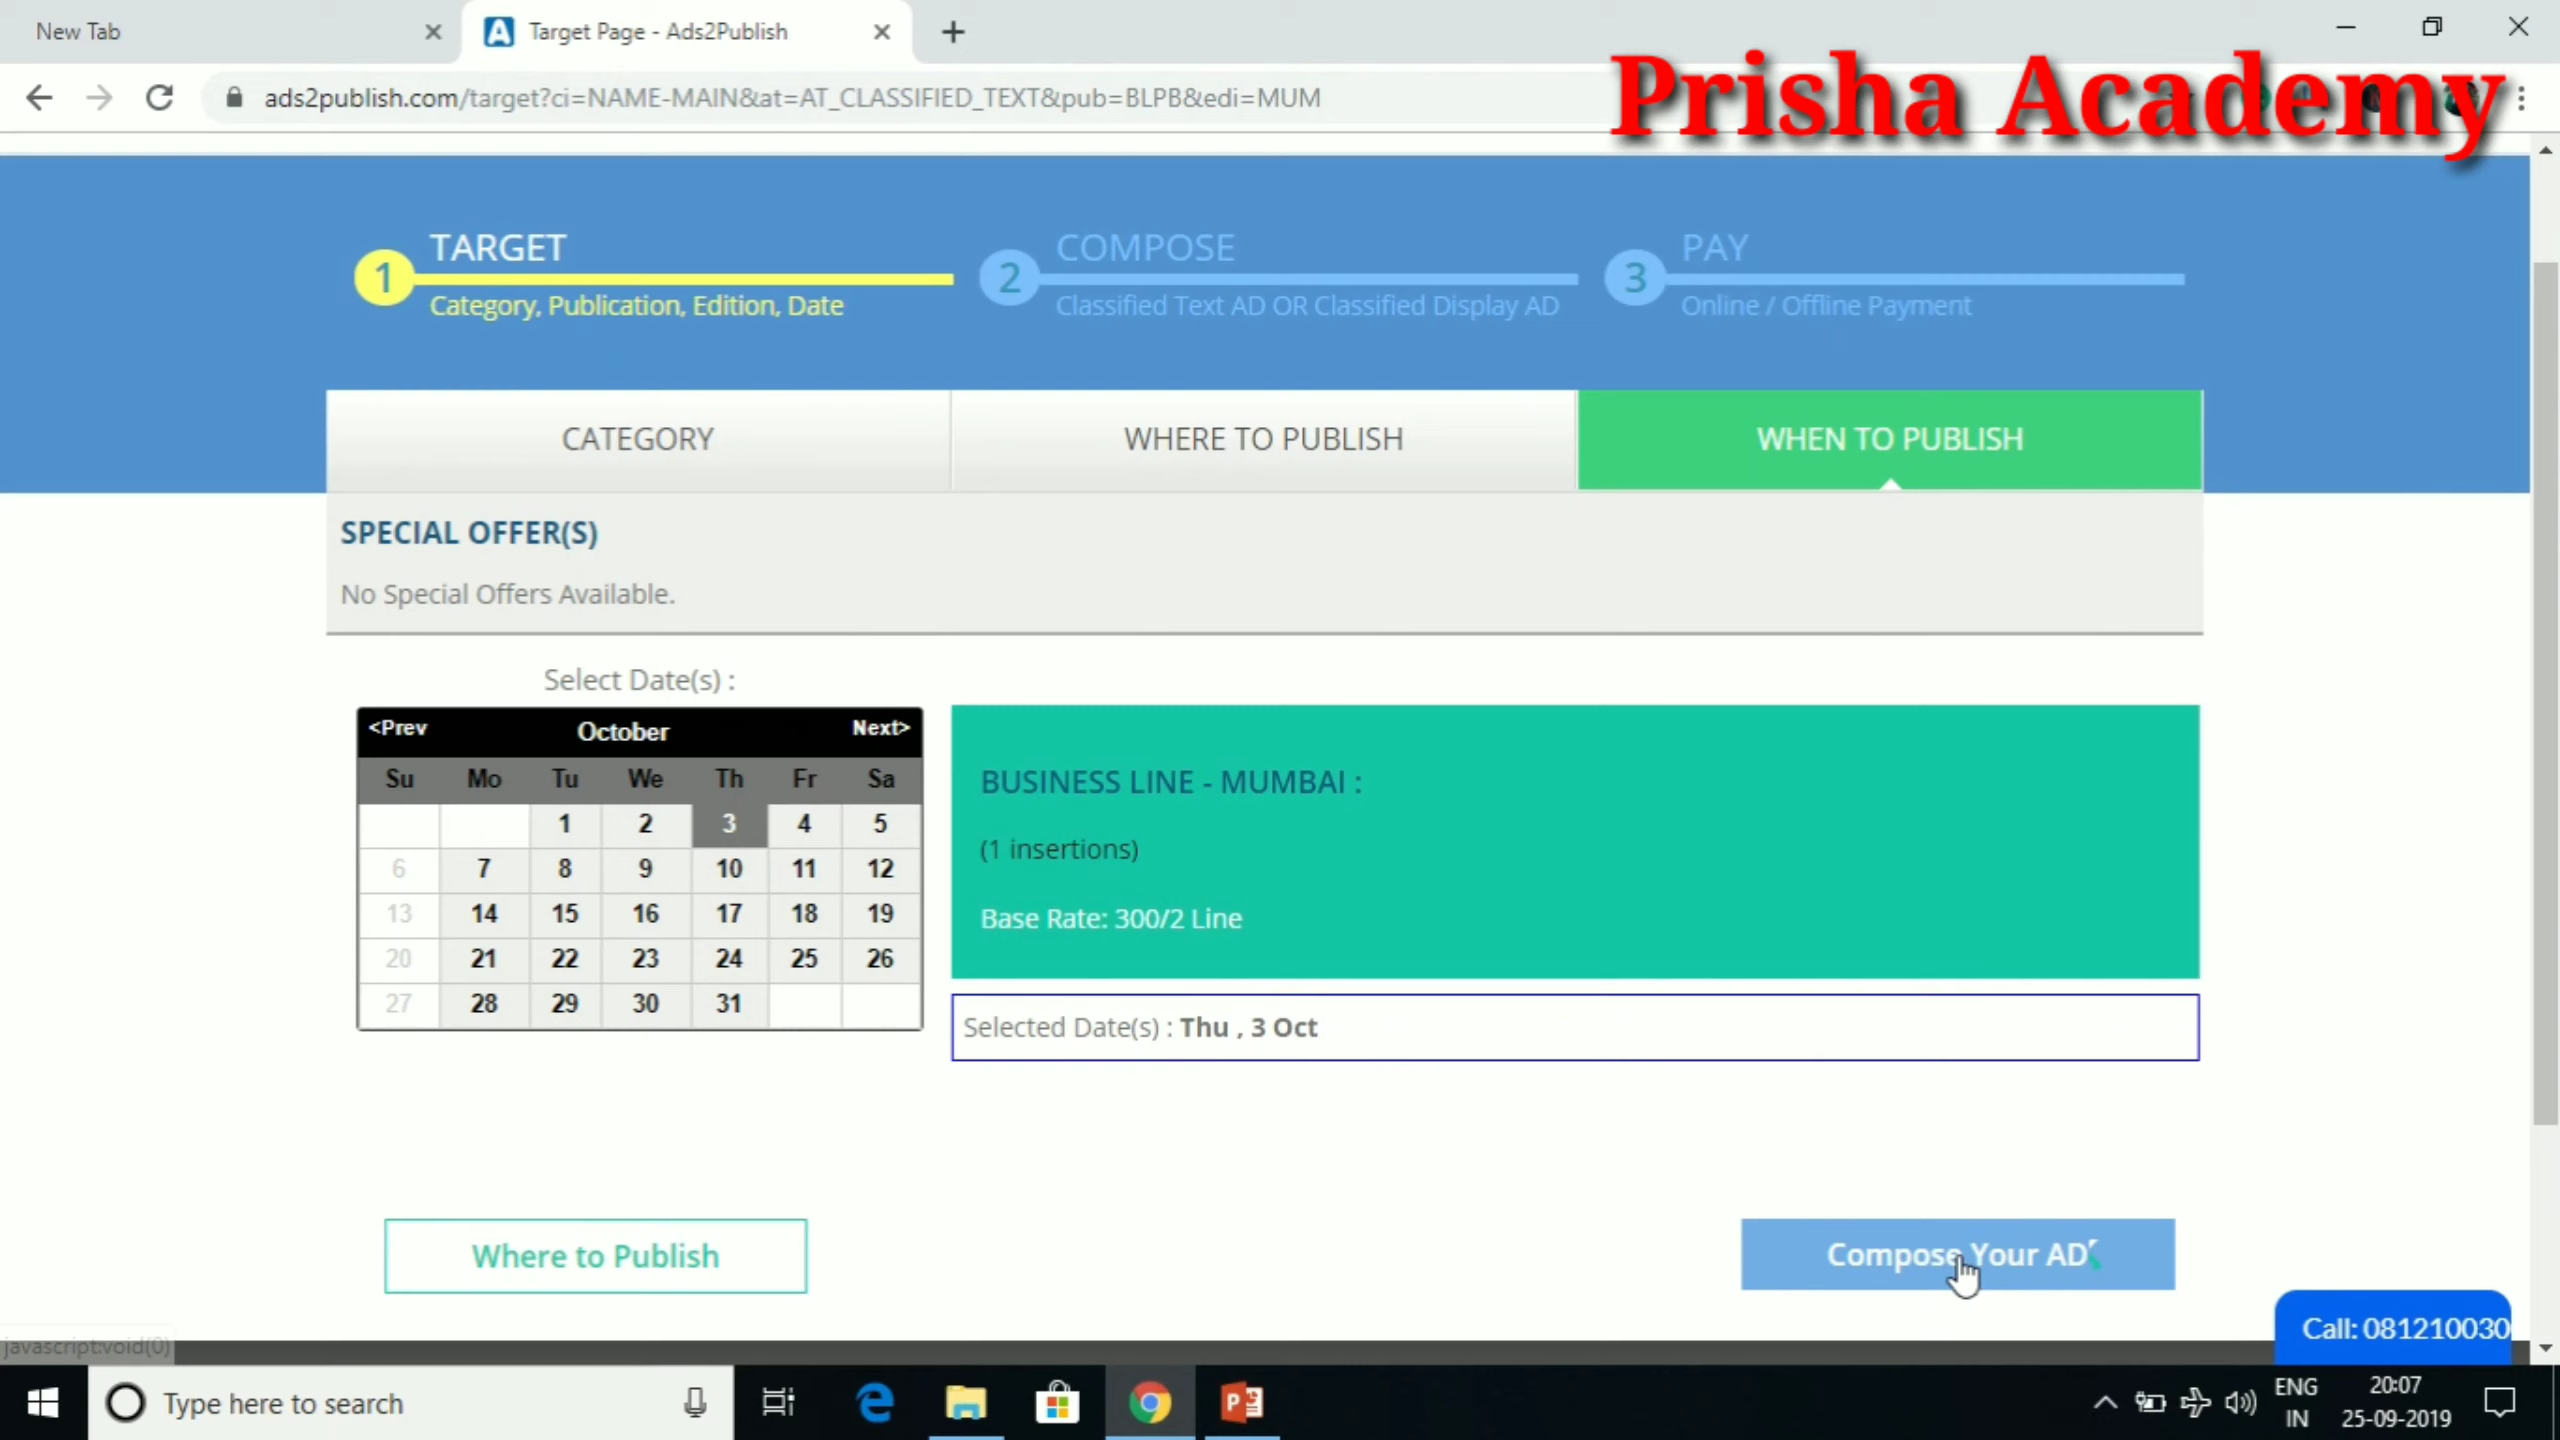 New Tab
Target Page - Ads2Publish
ads2publish.com/target?ci=NAME-MAIN&at=AT_CLASSIFIED_TEXT&pub=BLPB&edi=MUM
Prisha Academy
1 TARGET
Category, Publication, Edition, Date
2 COMPOSE
Classified Text AD OR Classified Display AD
3 PAY
Online / Offline Payment
CATEGORY
WHERE TO PUBLISH
WHEN TO PUBLISH
SPECIAL OFFER(S)
No Special Offers Available.
Select Date(s) :
<Prev October Next>
Su Mo Tu We Th Fr Sa
1 2 3 4 5
6 7 8 9 10 11 12
13 14 15 16 17 18 19
20 21 22 23 24 25 26
27 28 29 30 31
BUSINESS LINE - MUMBAI :
(1 insertions)
Base Rate: 300/2 Line
Selected Date(s) : Thu , 3 Oct
Where to Publish
Compose Your AD
Call: 081210030
javascript:void(0)
Type here to search
ENG
IN
20:07
25-09-2019